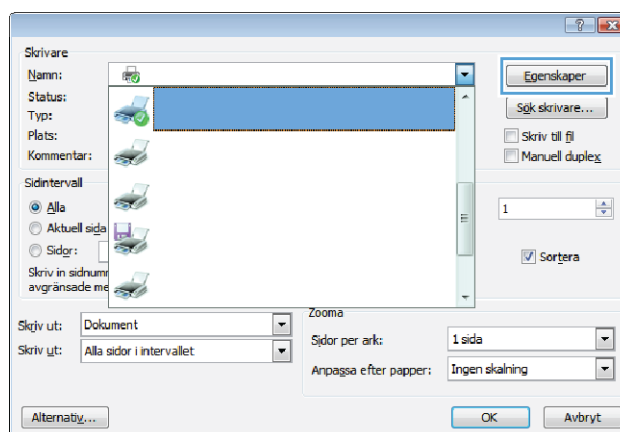 Skrivare
Namn:
Egenskaper
Status:
Sök skrivare...
Typ:
Plats:
Skriv till fil
Kommentar:
Manuell duplex
Sidintervall
Alla
1
Aktuell sida
Sidor:
Sortera
Skriv in
avgränsade
Zooma
Skriv ut: Dokument
Sidor per ark: 1 sida
Skriv ut: Alla sidor i intervallet
Anpassa efter papper: Ingen skalning
Alternativ...
OK
Avbryt